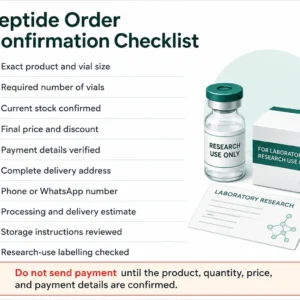 eptide Order
onfirmation Checklist
Exact product and vial size
Required number of vials
Current stock confirmed
Final price and discount
Payment details verified
Complete delivery address
Phone or WhatsApp number
Processing and delivery estimate
Storage instructions reviewed
Research-use labelling checked
RESEARCH
USE ONLY
FOR LABORATO
RESEARCH USE O
LABORATORY RESEARCH
Do not send payment until the product, quantity, price,
and payment details are confirmed.